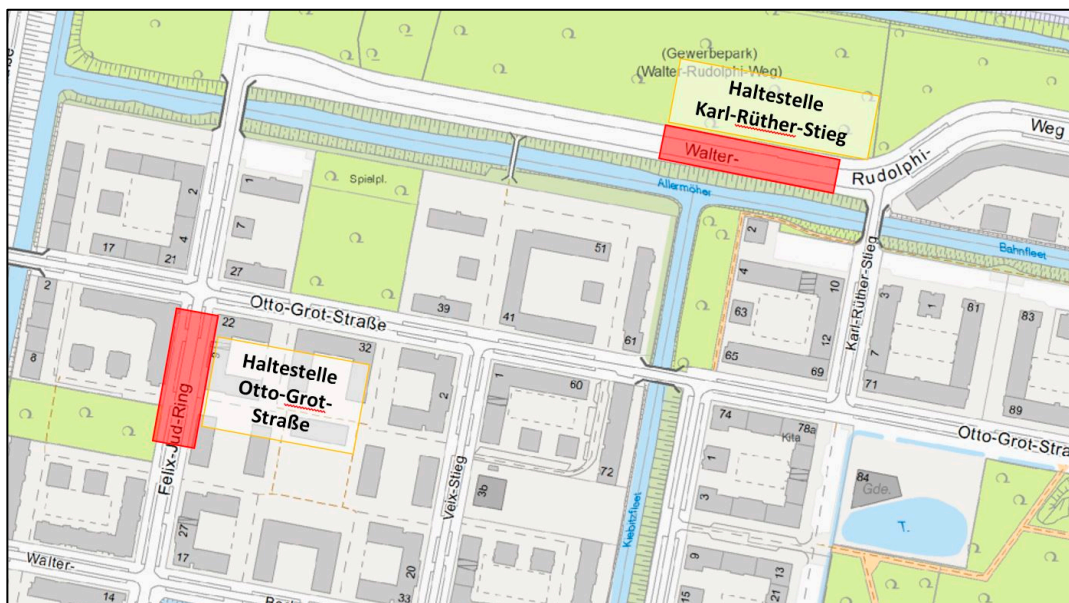 (Gewerbepark)
(Walter-Rudolphi-Weg)
Haltestelle
Karl-Rüther-Stieg
Weg
Walter-
Rudolphi-
Allermöher
Bahnfleet
Spielpl.
2
1
7
17
4
21
27
51
39
41
61
2
4
10
63
12
65
69
Karl-Rüther-Stieg
3
1
81
83
7
71
89
Otto-Grot-Straße
2
8
22
32
Haltestelle
Otto-Grot-
Straße
Felix-Jud-Ring
2
1
60
72
3b
Veix-Stieg
Kiebitzfleet
74
78a
Kita
1
3
84
Gde.
T.
Otto-Grot-Stra
27
17
20
33
Walter-
14
9
13
21
15